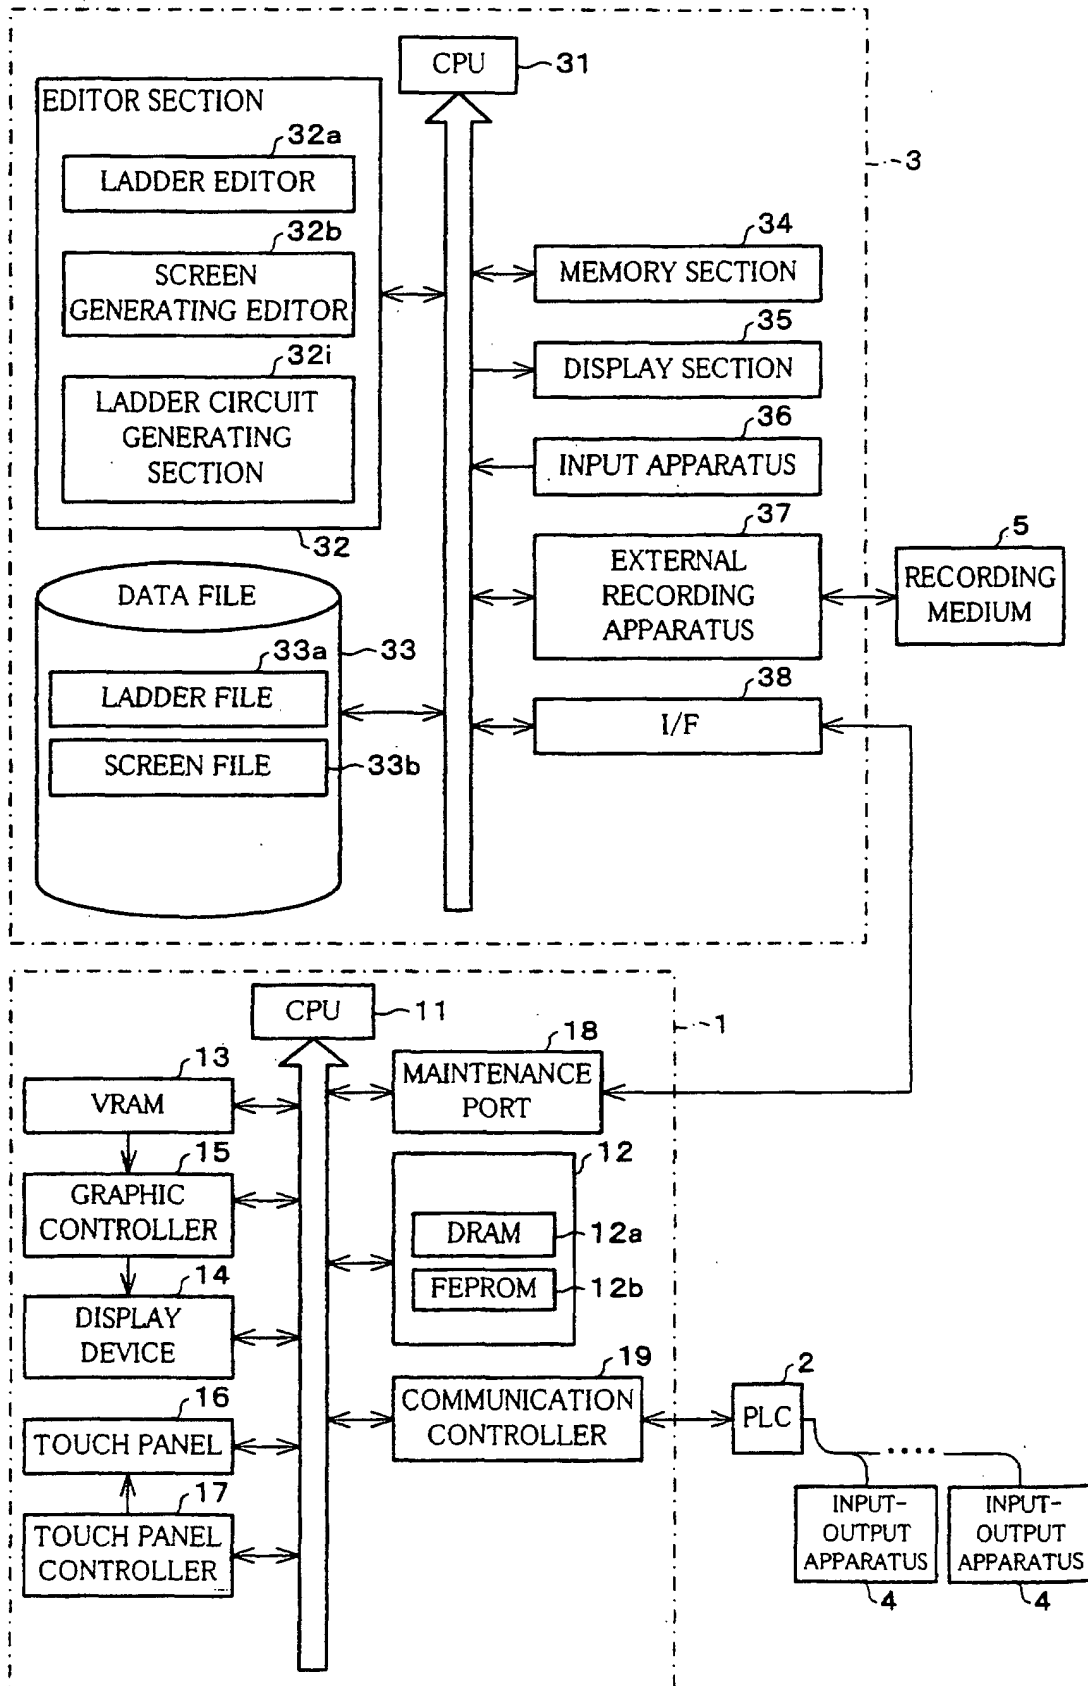 CPU
31
EDITOR SECTION
32a
LADDER EDITOR
32b
SCREEN
GENERATING EDITOR
32i
LADDER CIRCUIT
GENERATING
SECTION
32
3
34
MEMORY SECTION
35
DISPLAY SECTION
36
INPUT APPARATUS
37
EXTERNAL
RECORDING
APPARATUS
5
RECORDING
MEDIUM
DATA FILE
33
33a
LADDER FILE
SCREEN FILE
33b
38
I/F
CPU
11
1
13
VRAM
18
MAINTENANCE
PORT
15
GRAPHIC
CONTROLLER
12
DRAM
12a
FEPROM
12b
14
DISPLAY
DEVICE
19
COMMUNICATION
CONTROLLER
2
PLC
16
TOUCH PANEL
17
TOUCH PANEL
CONTROLLER
INPUT-
OUTPUT
APPARATUS
4
INPUT-
OUTPUT
APPARATUS
4